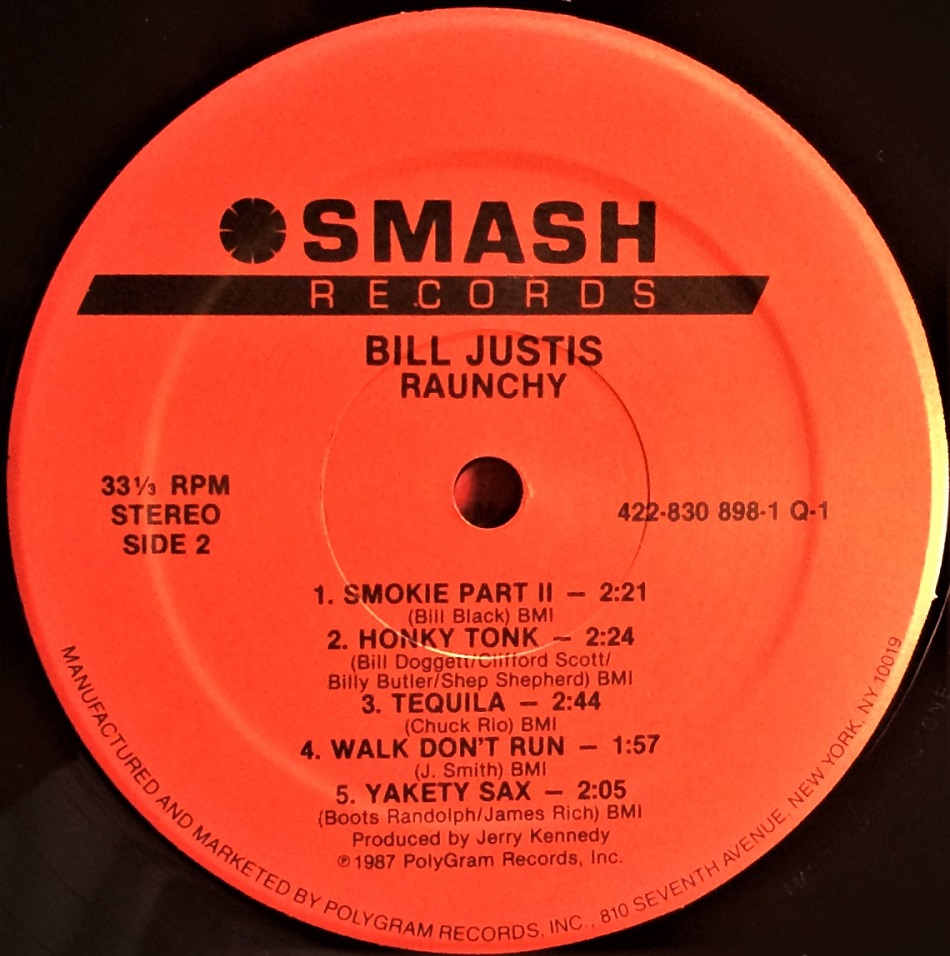 SMASH
RECORDS
BILL JUSTIS
RAUNCHY
33⅓ RPM
STEREO
SIDE 2
422-830 898-1 Q-1
1. SMOKIE PART II — 2:21
(Bill Black) BMI
2. HONKY TONK — 2:24
(Bill Doggett/Clifford Scott/
Billy Butler/Shep Shepherd) BMI
3. TEQUILA — 2:44
(Chuck Rio) BMI
4. WALK DON'T RUN — 1:57
(J. Smith) BMI
5. YAKETY SAX — 2:05
(Boots Randolph/James Rich) BMI
Produced by Jerry Kennedy
℗1987 PolyGram Records, Inc.
MANUFACTURED AND MARKETED BY POLYGRAM RECORDS, INC., 810 SEVENTH AVENUE, NEW YORK, NY 10019